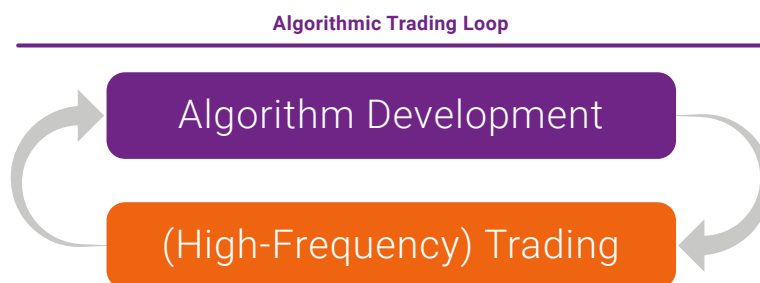 Algorithmic Trading Loop
Algorithm Development
(High-Frequency) Trading